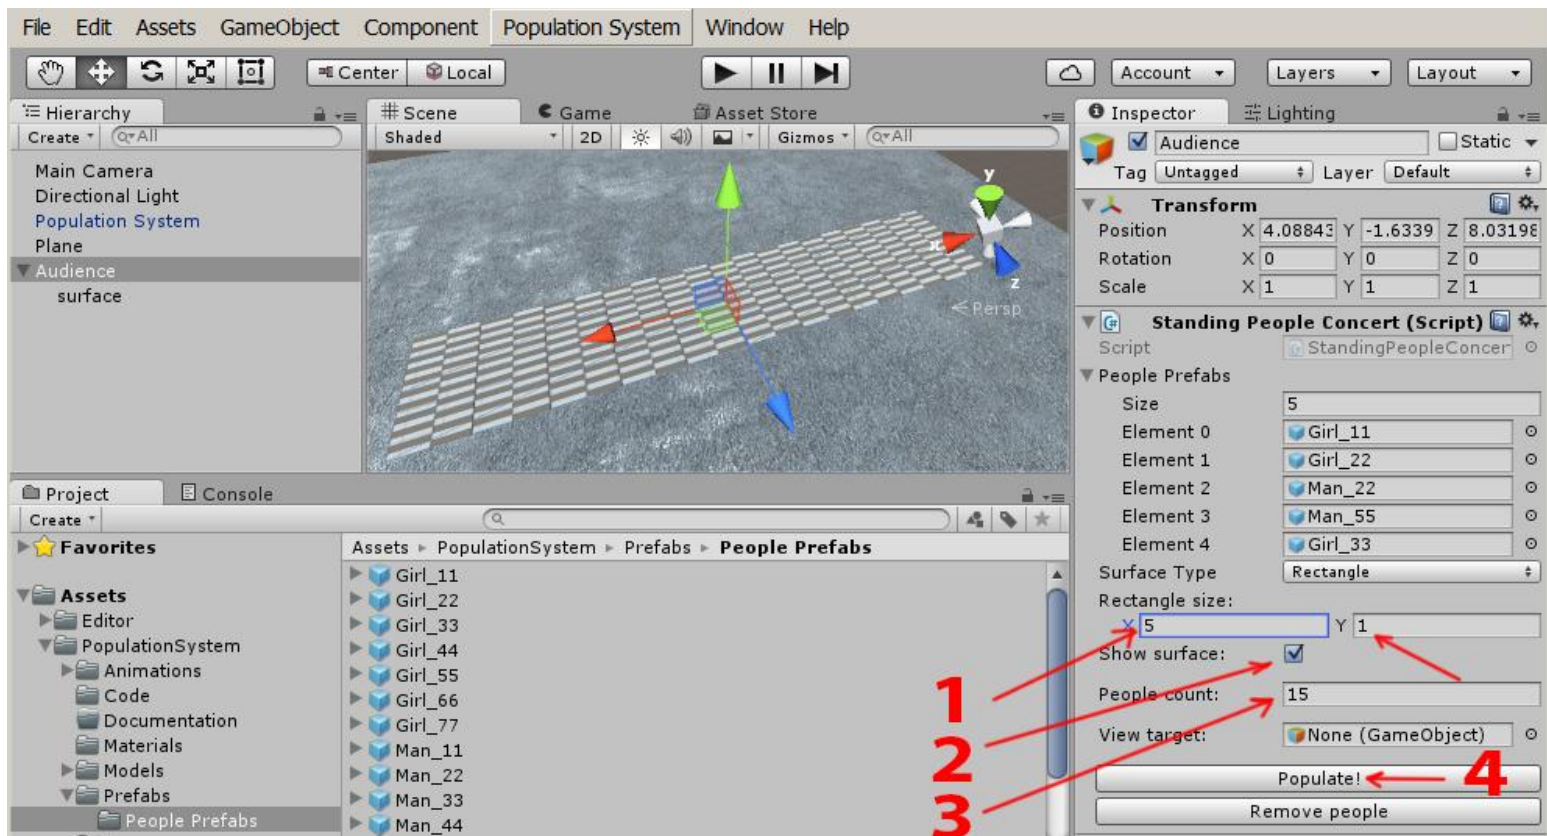 File Edit Assets GameObject Component Population System Window Help
Center Local Account Layers Layout
Hierarchy
Create All
Main Camera
Directional Light
Population System
Plane
Audience
surface
Scene Game Asset Store
Shaded 2D Gizmos All
y
x
z
Persp
Project Console
Create
Favorites
Assets
Editor
PopulationSystem
Animations
Code
Documentation
Materials
Models
Prefabs
People Prefabs
Assets PopulationSystem Prefabs People Prefabs
Girl_11
Girl_22
Girl_33
Girl_44
Girl_55
Girl_66
Girl_77
Man_11
Man_22
Man_33
Man_44
Inspector Lighting
Audience Static
Tag Untagged Layer Default
Transform
Position X 4.08843 Y -1.6339 Z 8.03198
Rotation X 0 Y 0 Z 0
Scale X 1 Y 1 Z 1
Standing People Concert (Script)
Script StandingPeopleConcer
People Prefabs
Size 5
Element 0 Girl_11
Element 1 Girl_22
Element 2 Man_22
Element 3 Man_55
Element 4 Girl_33
Surface Type Rectangle
Rectangle size:
X 5 Y 1
Show surface:
People count: 15
View target: None (GameObject)
Populate!
Remove people
1
2
3
4